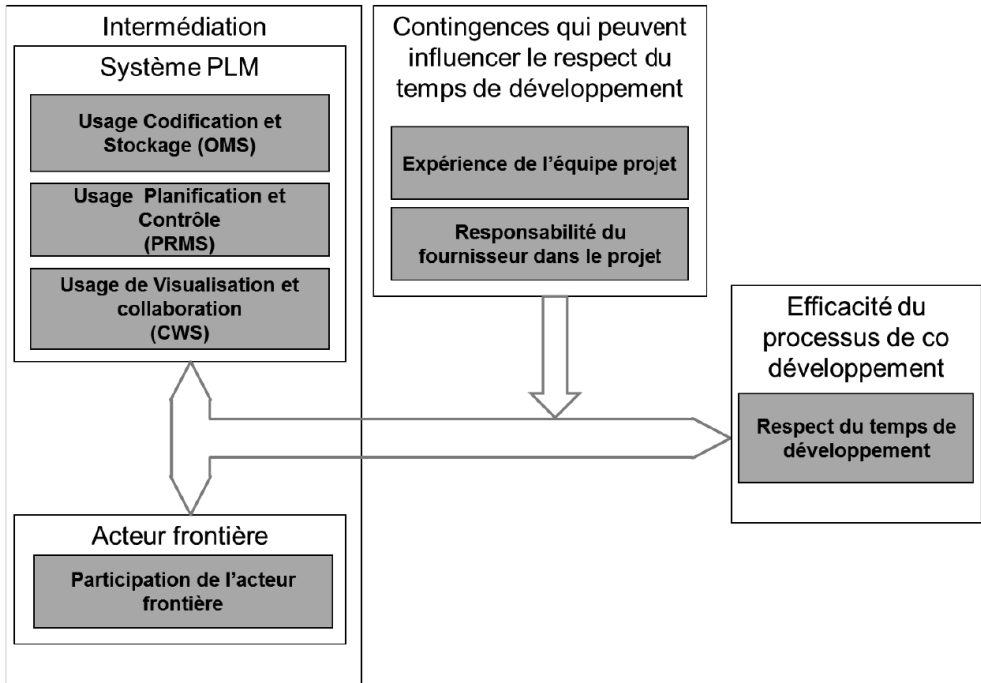 Intermédiation
Système PLM
Usage Codification et
Stockage (OMS)
Usage Planification et
Contrôle
(PRMS)
Usage de Visualisation et
collaboration
(CWS)
Acteur frontière
Participation de l'acteur
frontière
Contingences qui peuvent
influencer le respect du
temps de développement
Expérience de l'équipe projet
Responsabilité du
fournisseur dans le projet
Efficacité du
processus de co
développement
Respect du temps de
développement